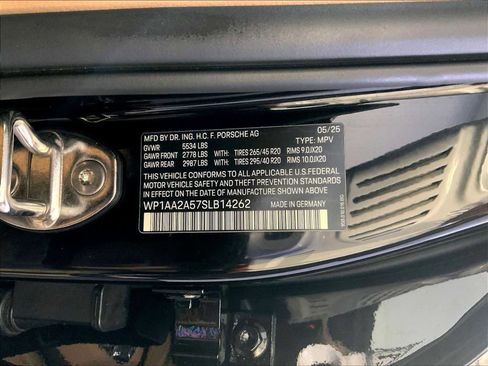 MFD BY DR. ING. H.C. F. PORSCHE AG 05/25
GVWR 5534 LBS TYPE: MPV
GAWR FRONT 2778 LBS WITH: TIRES 265/45 R20 RIMS 9.0JX20
GAWR REAR 2987 LBS WITH: TIRES 295/40 R20 RIMS 10.0JX20
THIS VEHICLE CONFORMS TO ALL APPLICABLE U.S. FEDERAL
MOTOR VEHICLE SAFETY AND THEFT PREVENTION STANDARDS
IN EFFECT ON THE DATE OF MANUFACTURE SHOWN ABOVE
WP1AA2A57SLB14262 MADE IN GERMANY